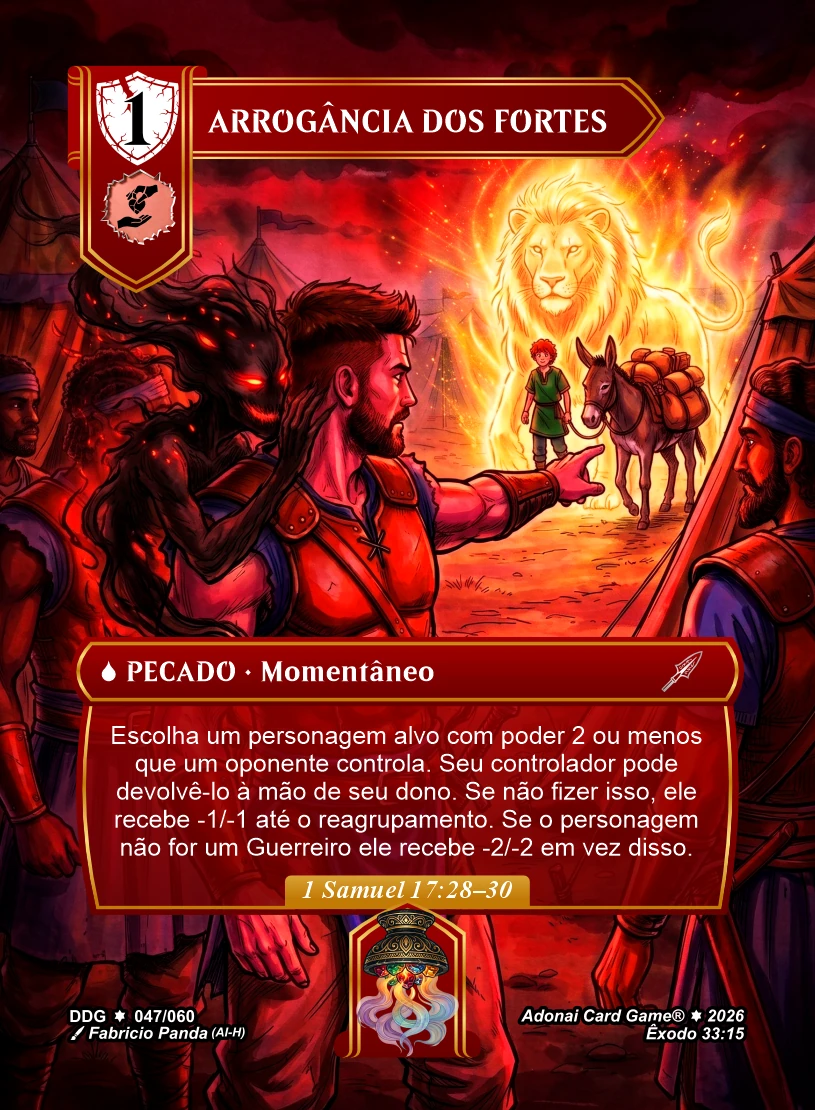 1
ARROGÂNCIA DOS FORTES
PECADO • Momentâneo
Escolha um personagem alvo com poder 2 ou menos
que um oponente controla. Seu controlador pode
devolvê-lo à mão de seu dono. Se não fizer isso, ele
recebe -1/-1 até o reagrupamento. Se o personagem
não for um Guerreiro ele recebe -2/-2 em vez disso.
1 Samuel 17:28–30
DDG ✶ 047/060
Fabricio Panda (AI-H)
Adonai Card Game® ✶ 2026
Êxodo 33:15